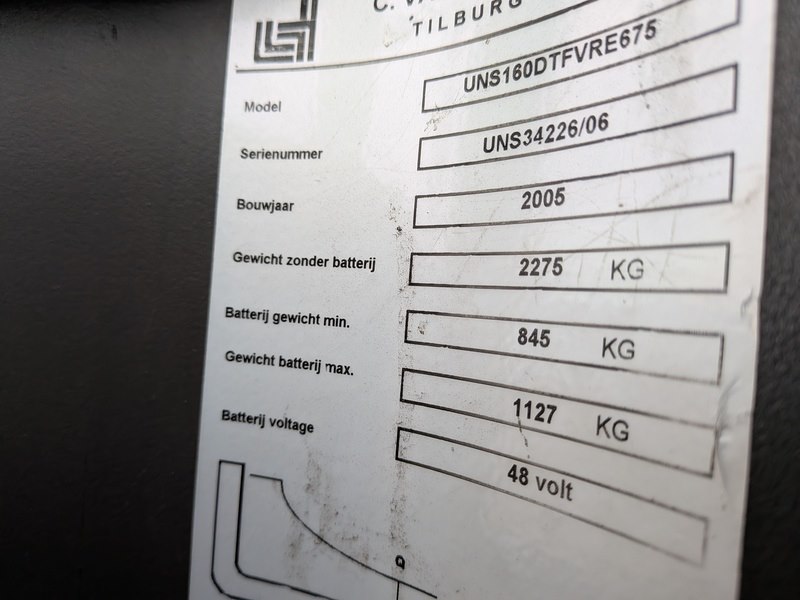 TILBURG
Model UNS160DTFVRE675
Serienummer UNS34226/06
Bouwjaar 2005
Gewicht zonder batterij 2275 KG
Batterij gewicht min. 845 KG
Gewicht batterij max. 1127 KG
Batterij voltage 48 volt
Q